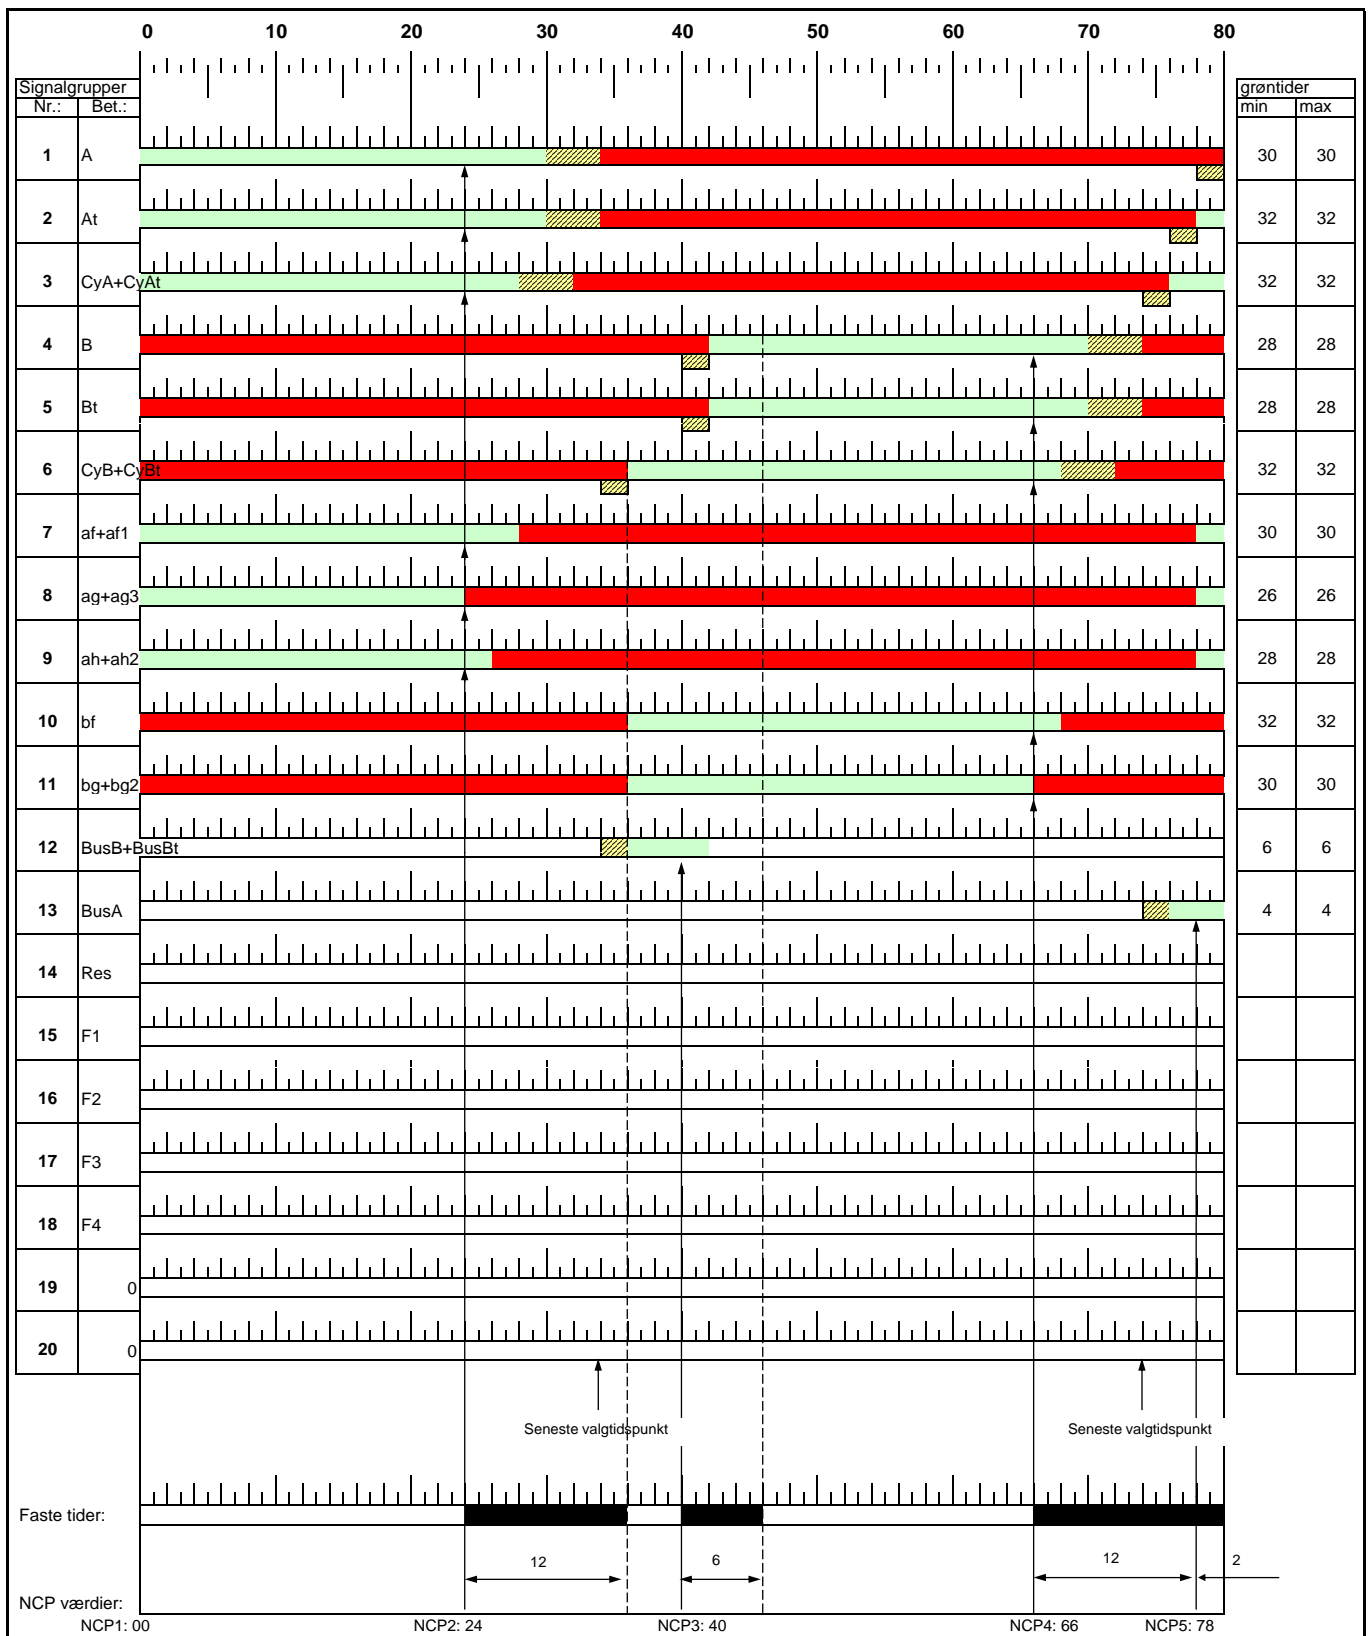 0 10 20 30 40 50 60 70 80
Signalgrupper grøntider
Nr.: Bet.: min max
1 A 30 30
2 At 32 32
3 CyA+CyAt 32 32
4 B 28 28
5 Bt 28 28
6 CyB+CyBt 32 32
7 af+af1 30 30
8 ag+ag3 26 26
9 ah+ah2 28 28
10 bf 32 32
11 bg+bg2 30 30
12 BusB+BusBt 6 6
13 BusA 4 4
14 Res
15 F1
16 F2
17 F3
18 F4
19 0
20 0
Seneste valgtidspunkt Seneste valgtidspunkt
Faste tider:
12 6 12 2
NCP værdier:
NCP1: 00 NCP2: 24 NCP3: 40 NCP4: 66 NCP5: 78